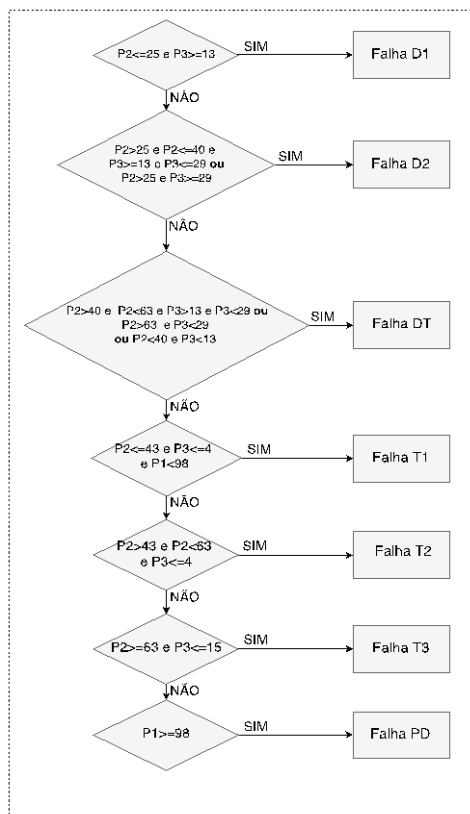 P2<=25 e P3>=13
SIM
Falha D1
NÃO
P2>25 e P2<=40 e
P3>=13 e P3<=29 ou
P2>25 e P3>=29
SIM
Falha D2
NÃO
P2>40 e P2<63 e P3>13 e P3<29 ou
P2>63 e P3<29
ou P2<40 e P3<13
SIM
Falha DT
NÃO
P2<=43 e P3<=4
e P1<98
SIM
Falha T1
NÃO
P2>43 e P2<63
e P3<=4
SIM
Falha T2
NÃO
P2>=63 e P3<=15
SIM
Falha T3
NÃO
P1>=98
SIM
Falha PD